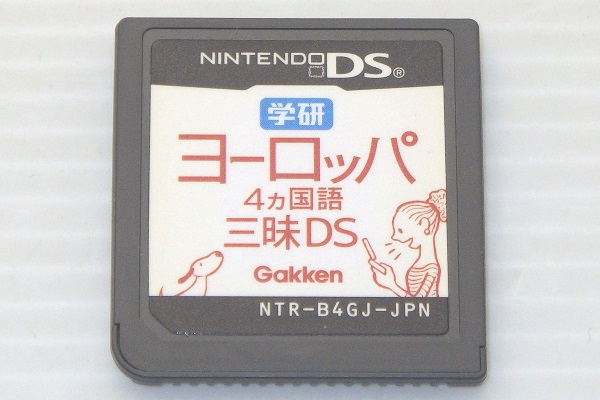 NINTENDO DS®
学研
ヨーロッパ
4ヵ国語
三昧DS
Gakken
NTR-B4GJ-JPN